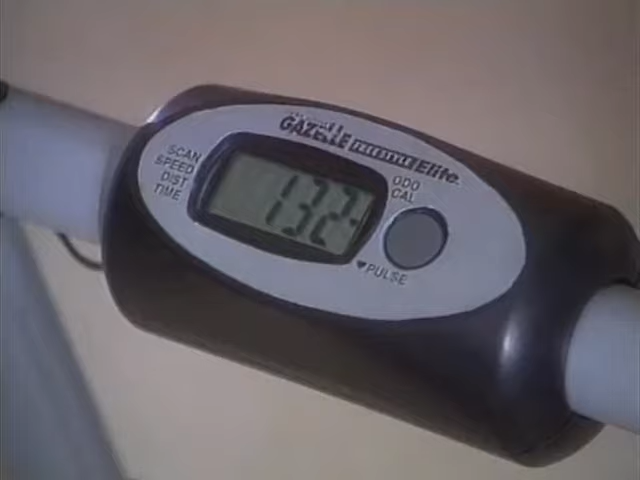 GAZELLE
Elite
SCAN
SPEED
DIST
TIME
132
ODO
CAL
♥PULSE